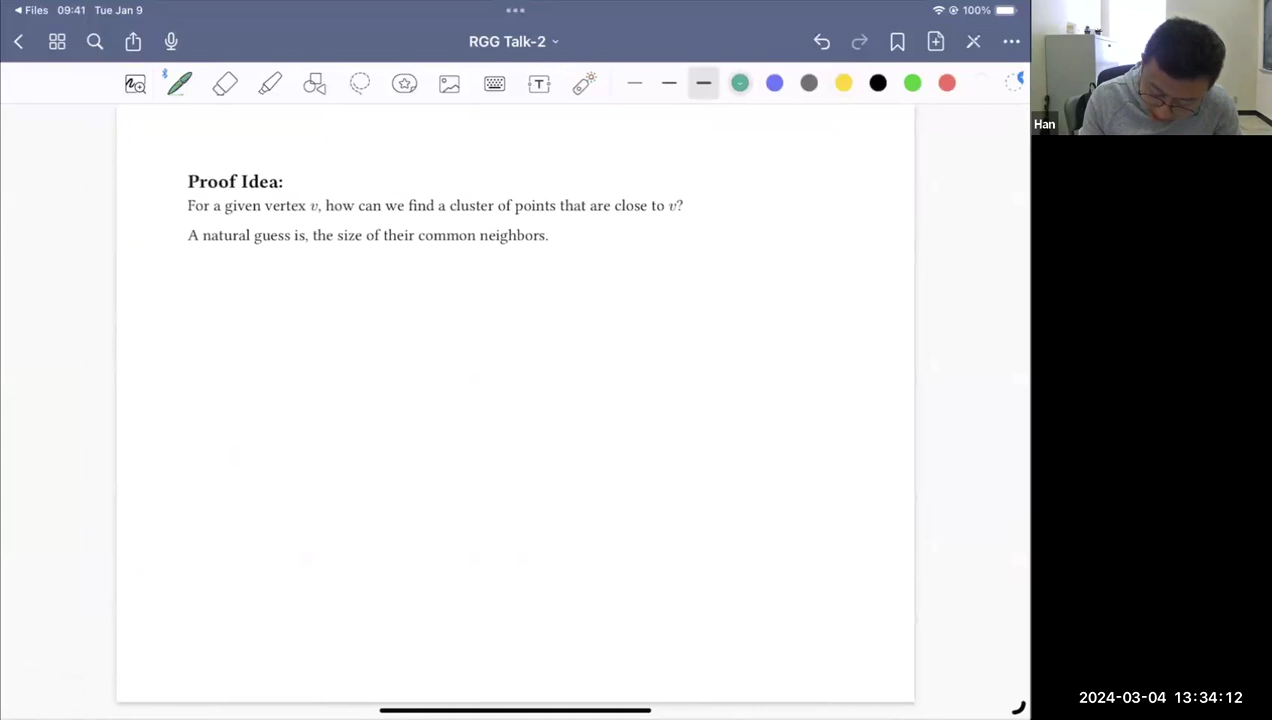 Files 09:41 Tue Jan 9
100%
RGG Talk-2
T
Han
Proof Idea:
For a given vertex v, how can we find a cluster of points that are close to v?
A natural guess is, the size of their common neighbors.
2024-03-04 13:34:12